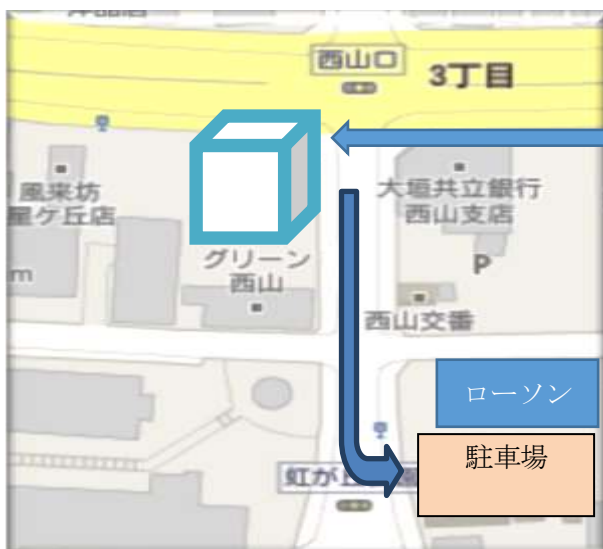 西山口
3丁目
風来坊
星ケ丘店
大垣共立銀行
西山支店
P
グリーン
西山
m
西山交番
ローソン
駐車場
虹が丘